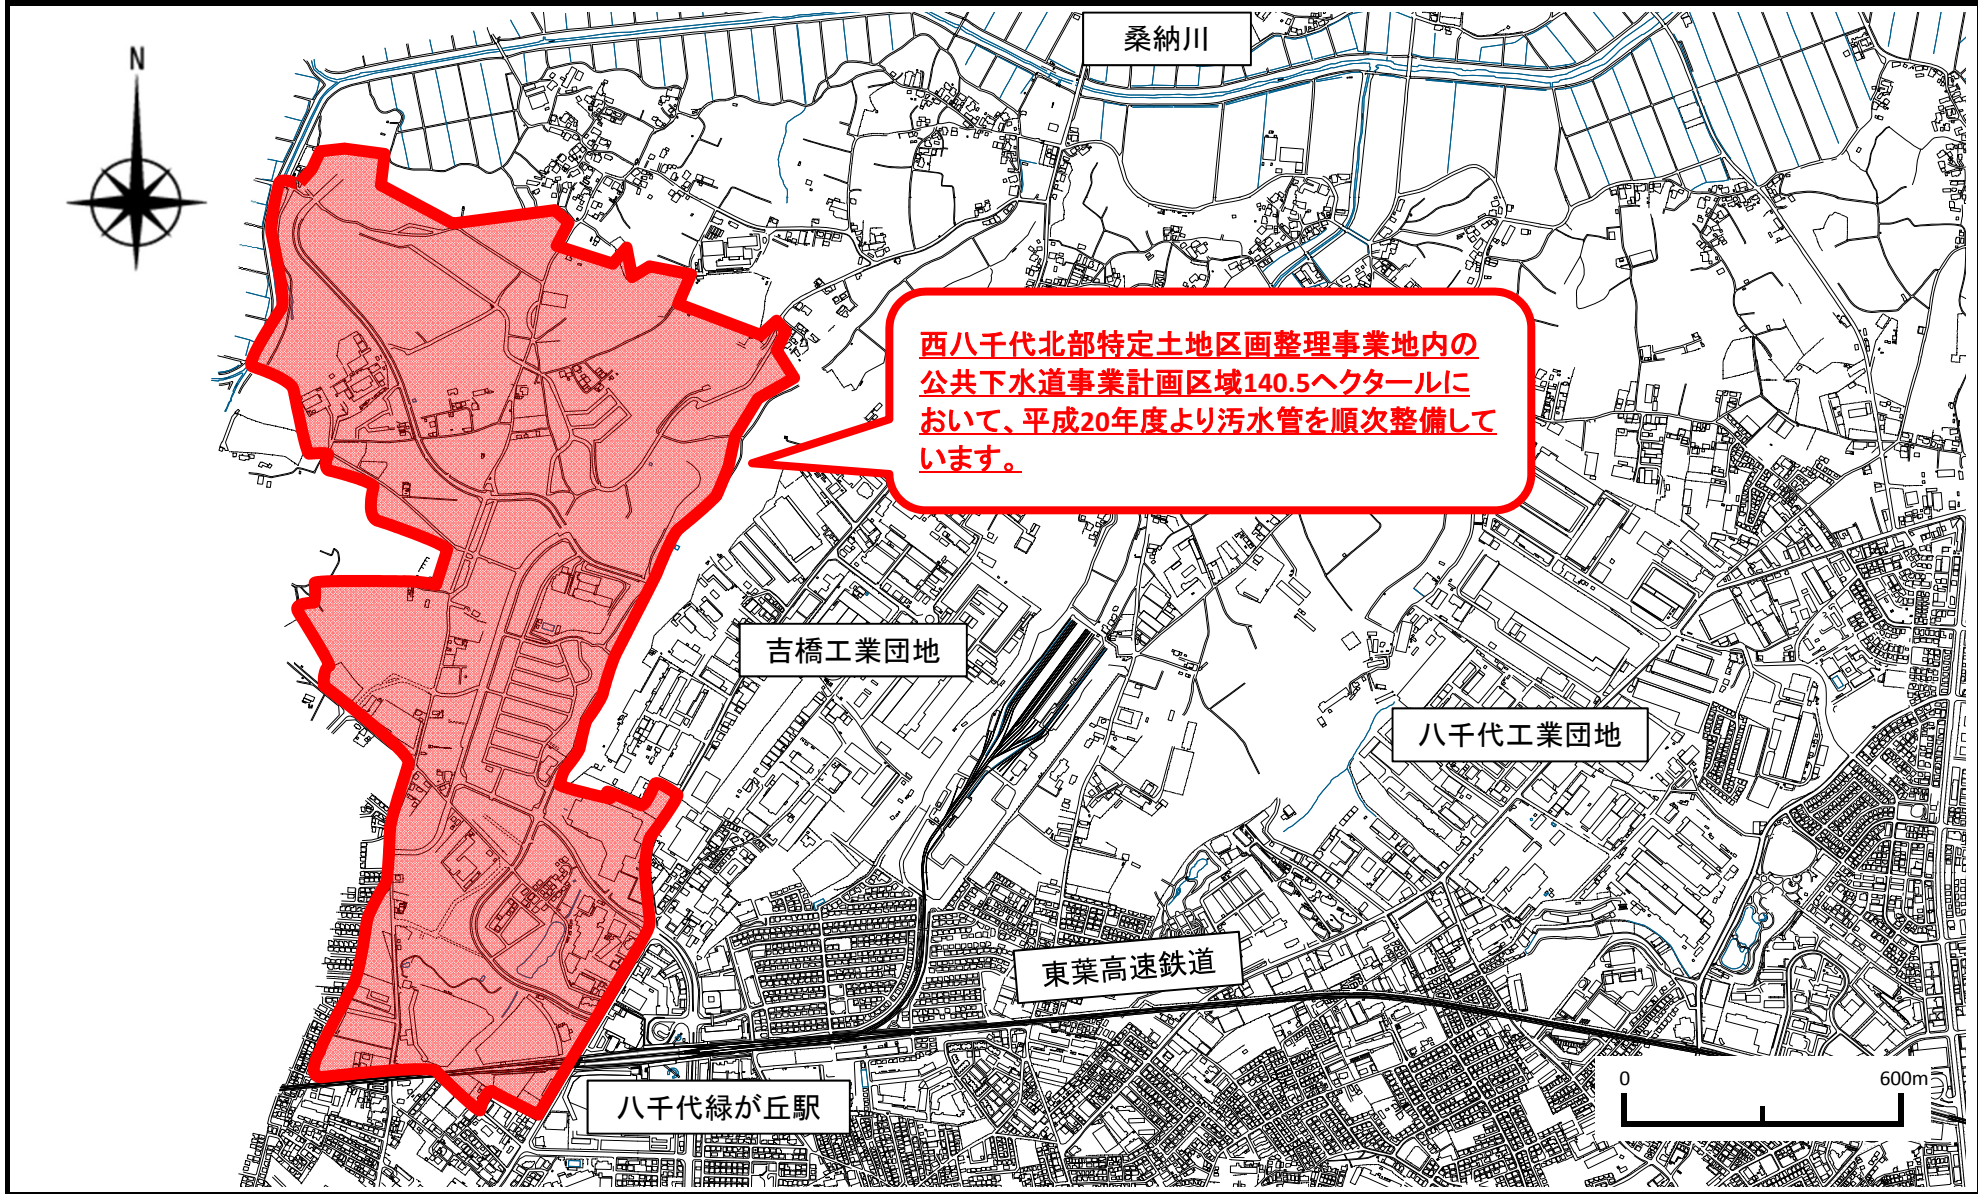 桑納川
N
西八千代北部特定土地区画整理事業地内の
公共下水道事業計画区域140.5ヘクタールに
おいて、平成20年度より汚水管を順次整備して
います。
吉橋工業団地
八千代工業団地
東葉高速鉄道
八千代緑が丘駅
0 600m